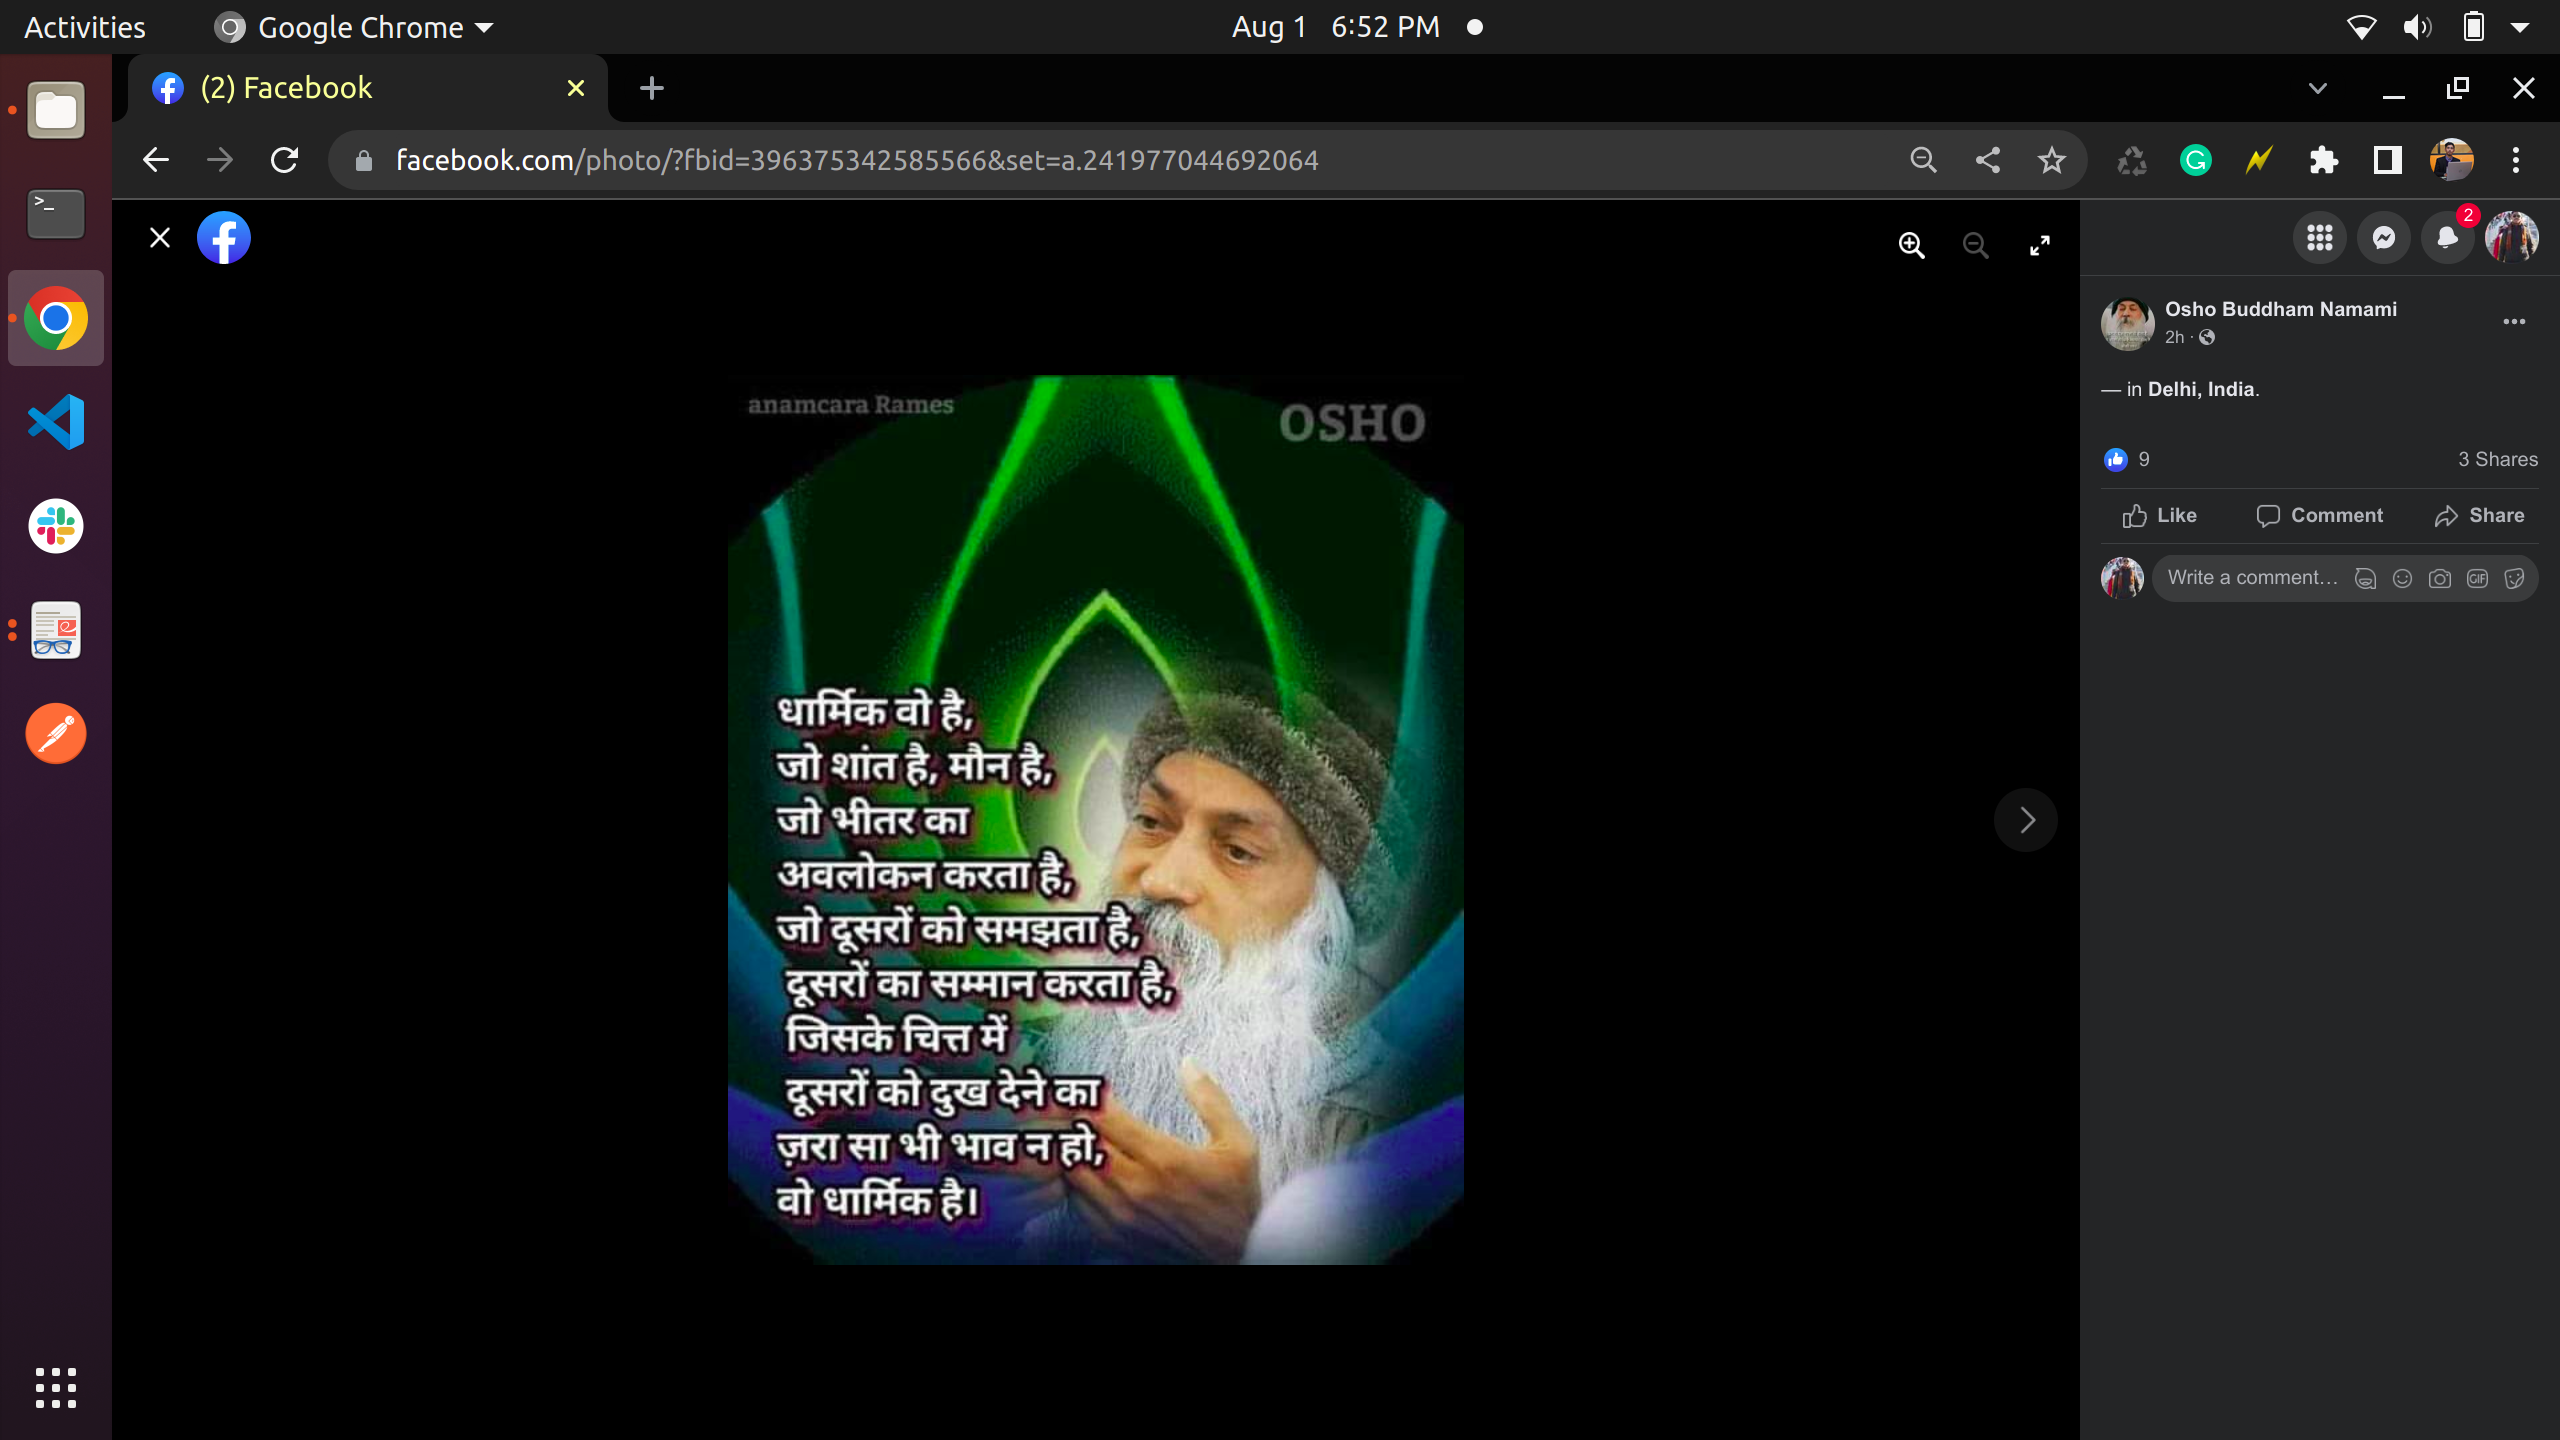 Activities
Google Chrome
Aug 1 6:52 PM
(2) Facebook
facebook.com/photo/?fbid=396375342585566&set=a.241977044692064
2
Osho Buddham Namami
2h ·
— in Delhi, India.
9
3 Shares
Like Comment Share
Write a comment…
GIF
anamcara Rames
OSHO
धार्मिक वो है,
जो शांत है, मौन है,
जो भीतर का
अवलोकन करता है,
जो दूसरों को समझता है,
दूसरों का सम्मान करता है,
जिसके चित्त में
दूसरों को दुख देने का
ज़रा सा भी भाव न हो,
वो धार्मिक है।